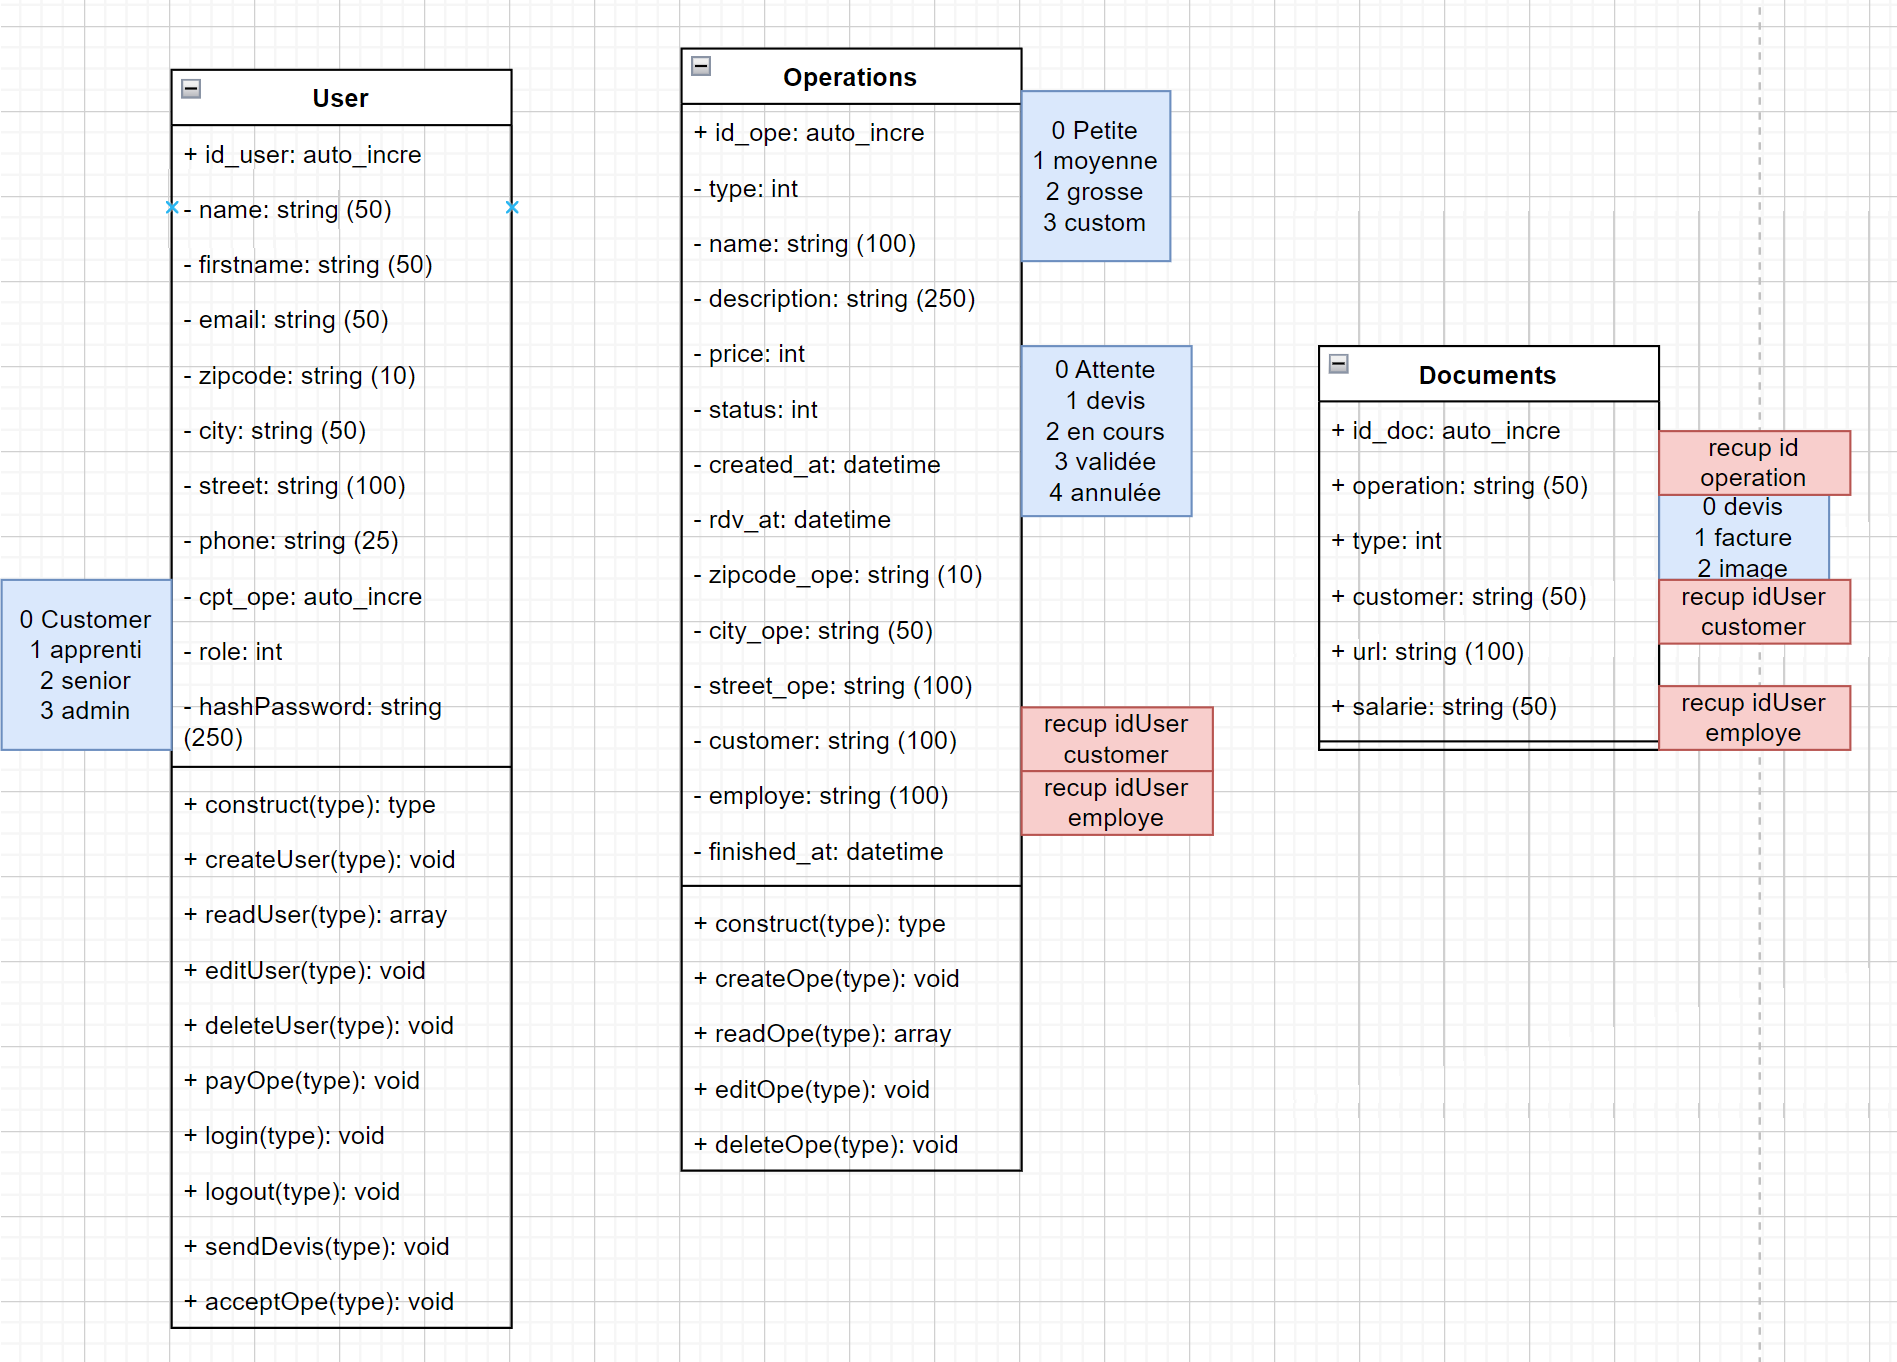 User
+ id_user: auto_incre
- name: string (50)
- firstname: string (50)
- email: string (50)
- zipcode: string (10)
- city: string (50)
- street: string (100)
- phone: string (25)
- cpt_ope: auto_incre
- role: int
- hashPassword: string
(250)
+ construct(type): type
+ createUser(type): void
+ readUser(type): array
+ editUser(type): void
+ deleteUser(type): void
+ payOpe(type): void
+ login(type): void
+ logout(type): void
+ sendDevis(type): void
+ acceptOpe(type): void
0 Customer
1 apprenti
2 senior
3 admin
Operations
+ id_ope: auto_incre
- type: int
- name: string (100)
- description: string (250)
- price: int
- status: int
- created_at: datetime
- rdv_at: datetime
- zipcode_ope: string (10)
- city_ope: string (50)
- street_ope: string (100)
- customer: string (100)
- employe: string (100)
- finished_at: datetime
+ construct(type): type
+ createOpe(type): void
+ readOpe(type): array
+ editOpe(type): void
+ deleteOpe(type): void
0 Petite
1 moyenne
2 grosse
3 custom
0 Attente
1 devis
2 en cours
3 validée
4 annulée
recup idUser
customer
recup idUser
employe
Documents
+ id_doc: auto_incre
+ operation: string (50)
+ type: int
+ customer: string (50)
+ url: string (100)
+ salarie: string (50)
recup id
operation
0 devis
1 facture
2 image
recup idUser
customer
recup idUser
employe